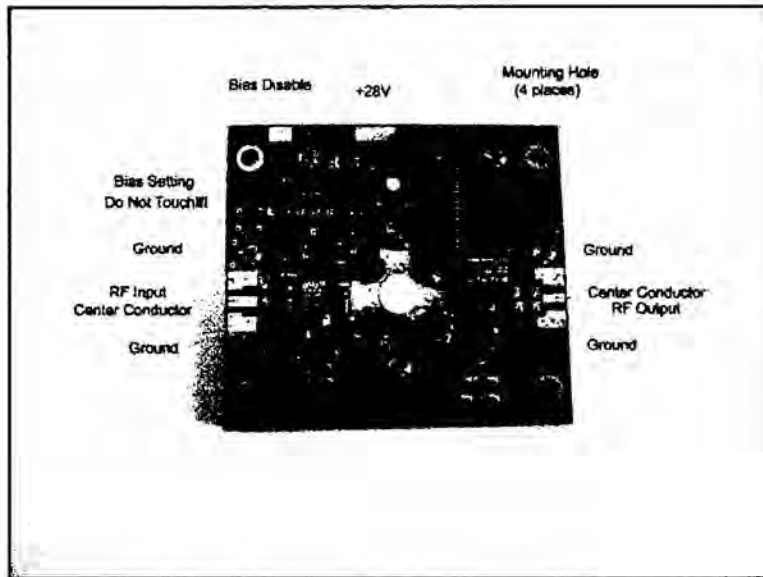 Bias Disable
+28V
Mounting Hole
(4 places)
Bias Setting
Do Not Touch!!!
Ground
Ground
RF Input
Center Conductor
Center Conductor
RF Output
Ground
Ground